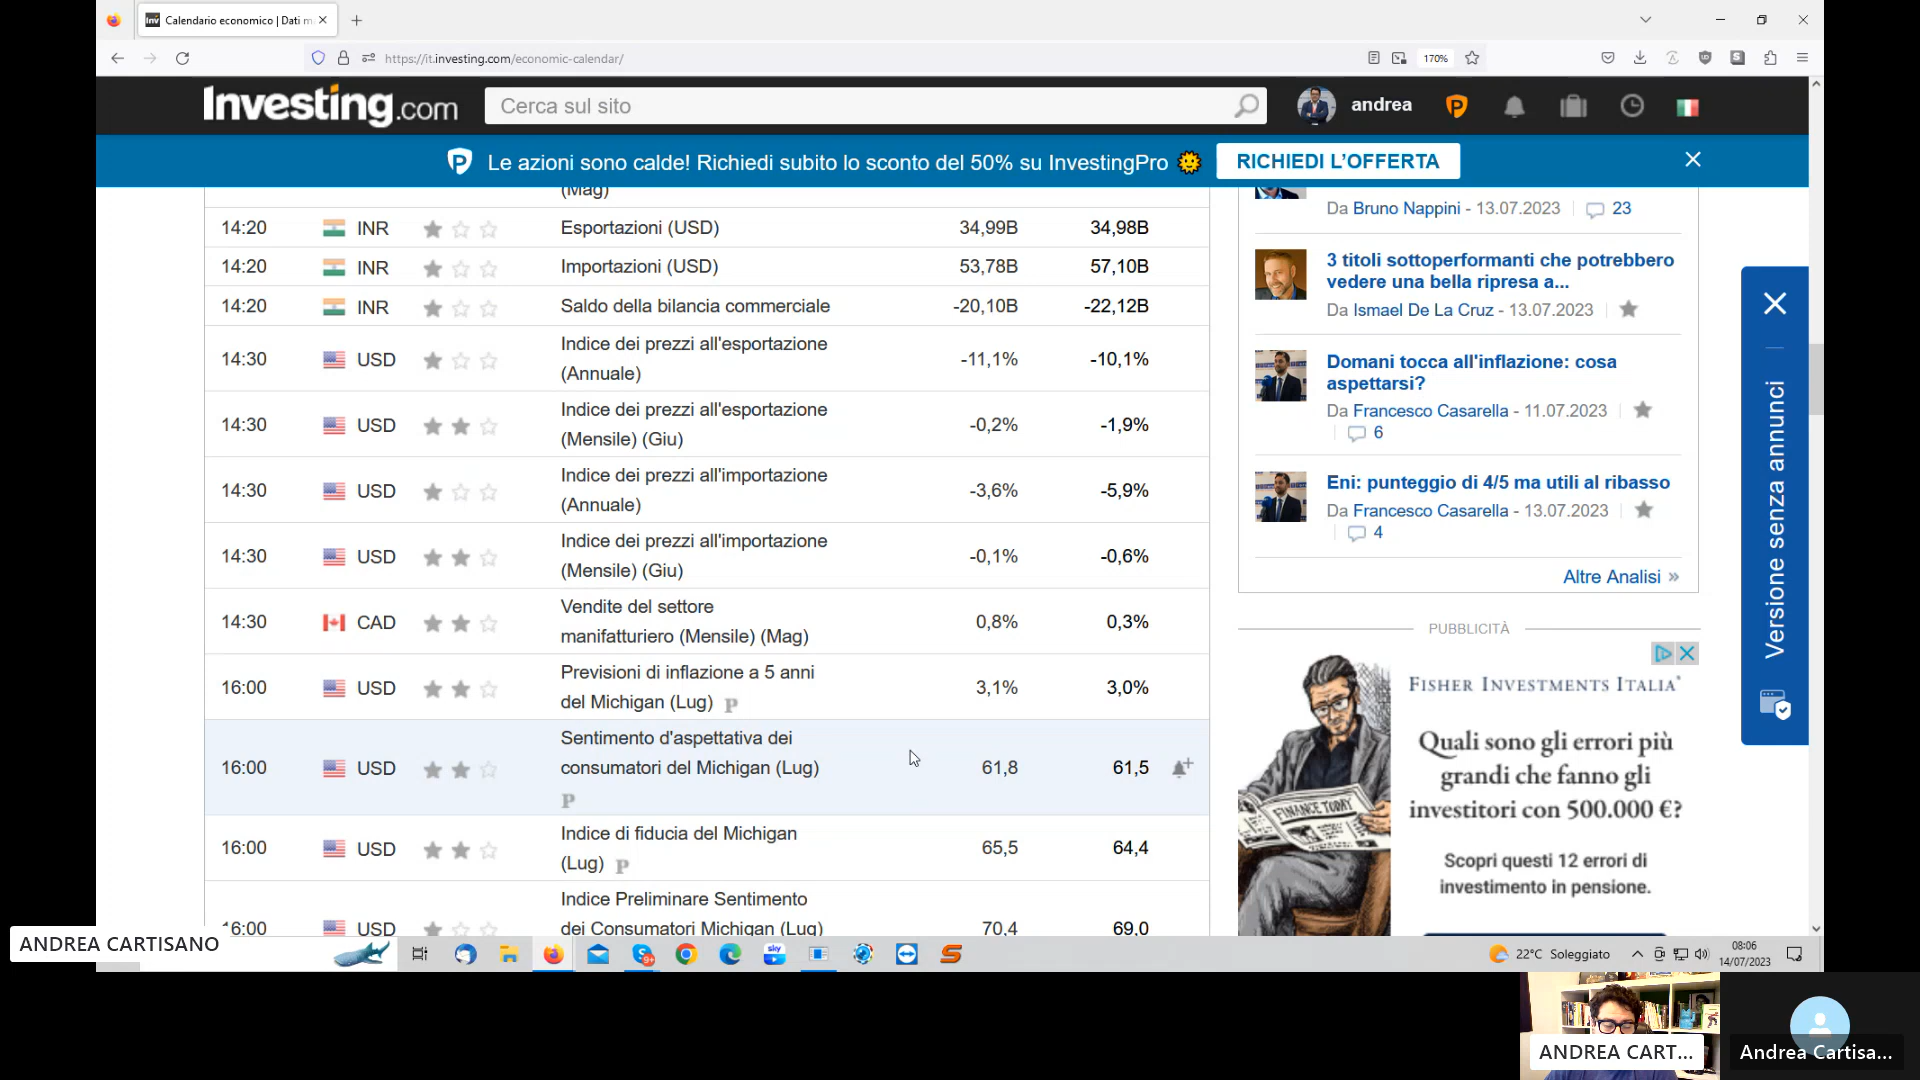 Calendario economico | Dati m
https://it.investing.com/economic-calendar/
170%
Investing.com
Cerca sul sito
andrea
Le azioni sono calde! Richiedi subito lo sconto del 50% su InvestingPro
RICHIEDI L'OFFERTA
(Mag)
14:20 INR Esportazioni (USD) 34,99B 34,98B
14:20 INR Importazioni (USD) 53,78B 57,10B
14:20 INR Saldo della bilancia commerciale -20,10B -22,12B
14:30 USD Indice dei prezzi all'esportazione
(Annuale) -11,1% -10,1%
14:30 USD Indice dei prezzi all'esportazione
(Mensile) (Giu) -0,2% -1,9%
14:30 USD Indice dei prezzi all'importazione
(Annuale) -3,6% -5,9%
14:30 USD Indice dei prezzi all'importazione
(Mensile) (Giu) -0,1% -0,6%
14:30 CAD Vendite del settore
manifatturiero (Mensile) (Mag) 0,8% 0,3%
16:00 USD Previsioni di inflazione a 5 anni
del Michigan (Lug) P 3,1% 3,0%
16:00 USD Sentimento d'aspettativa dei
consumatori del Michigan (Lug) 61,8 61,5
P
16:00 USD Indice di fiducia del Michigan
(Lug) P 65,5 64,4
16:00 USD Indice Preliminare Sentimento
dei Consumatori Michigan (Lug) 70,4 69,0
Da Bruno Nappini - 13.07.2023 23
3 titoli sottoperformanti che potrebbero
vedere una bella ripresa a...
Da Ismael De La Cruz - 13.07.2023
Domani tocca all'inflazione: cosa
aspettarsi?
Da Francesco Casarella - 11.07.2023
6
Eni: punteggio di 4/5 ma utili al ribasso
Da Francesco Casarella - 13.07.2023
4
Altre Analisi »
PUBBLICITÀ
FISHER INVESTMENTS ITALIA
Quali sono gli errori più
grandi che fanno gli
investitori con 500.000 €?
Scopri questi 12 errori di
investimento in pensione.
FINANCE TODAY
Versione senza annunci
ANDREA CARTISANO
sky
22°C Soleggiato
08:06
14/07/2023
ANDREA CART...
Andrea Cartisa...